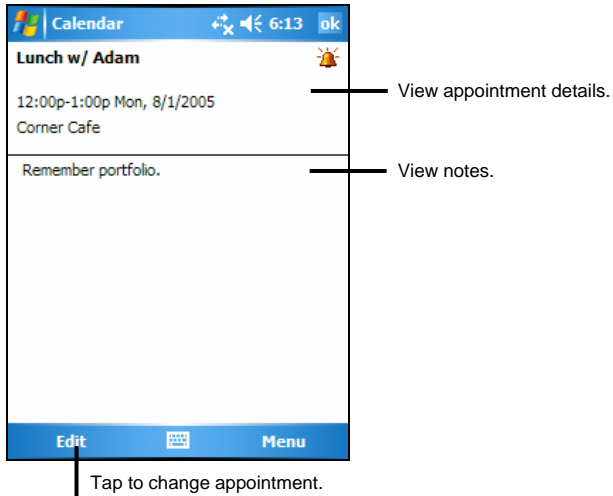 Calendar 6:13 ok
Lunch w/ Adam
12:00p-1:00p Mon, 8/1/2005
View appointment details.
Corner Cafe
Remember portfolio.
View notes.
Edit Menu
Tap to change appointment.